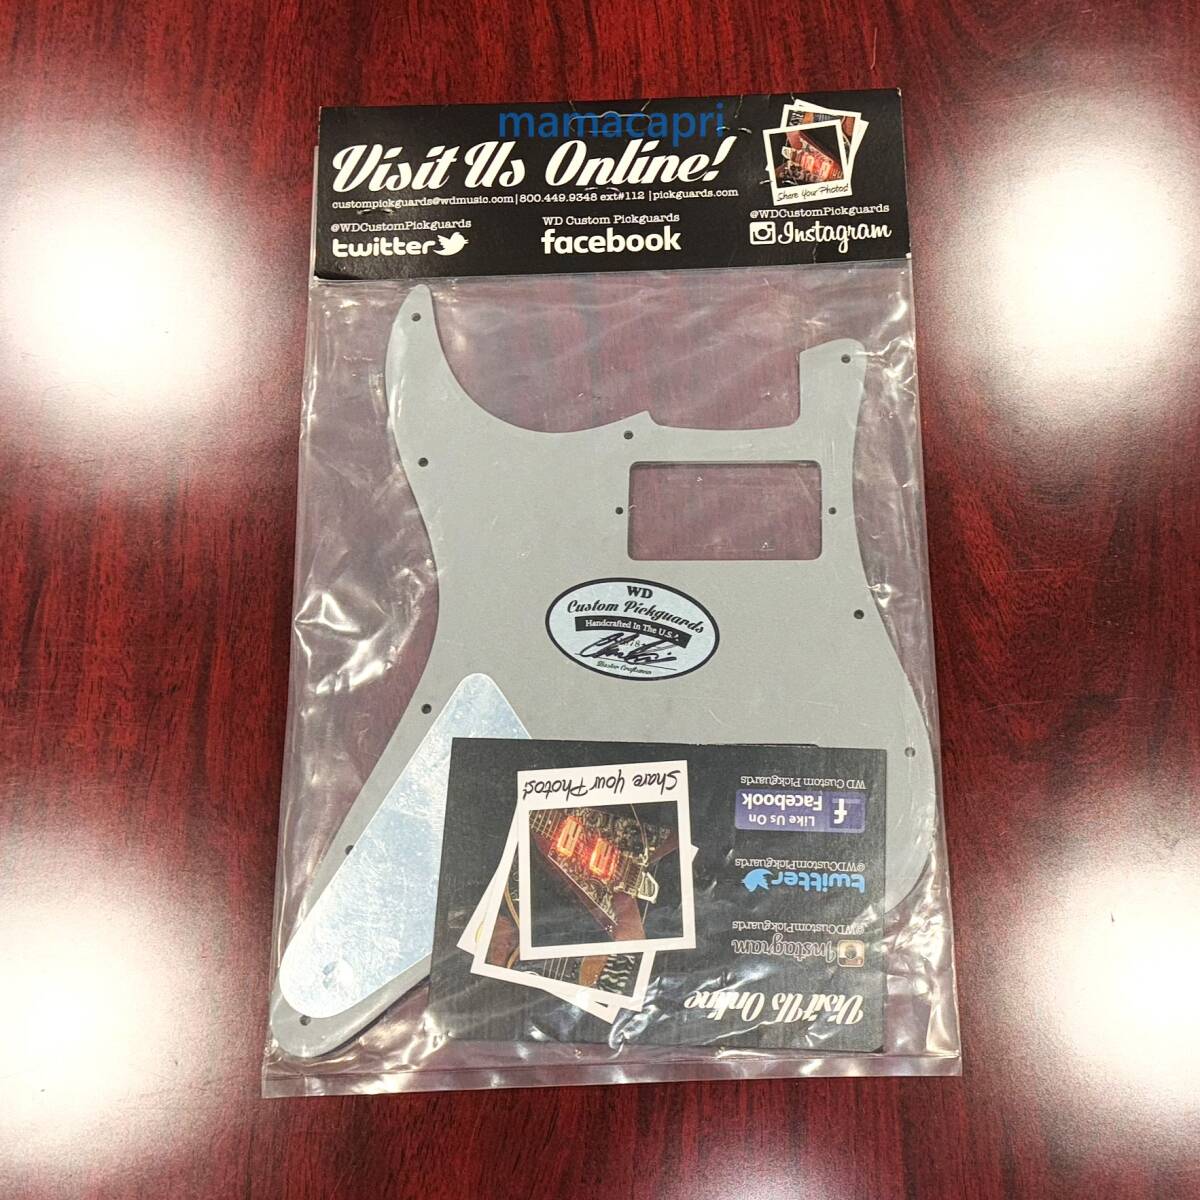 mamacapri
Visit Us Online!
custompickguards@wdmusic.com | 800.449.9348 ext#112 | pickguards.com
Share Your Photos!
@WDCustomPickguards
twitter
WD Custom Pickguards
facebook
@WDCustomPickguards
Instagram
WD
Custom Pickguards
Handcrafted In The U.S.A.
Master Craftsman
Share Your Photos!
WD Custom Pickguards
Like Us On
Facebook
@WDCustomPickguards
twitter
@WDCustomPickguards
Instagram
Visit Us Online